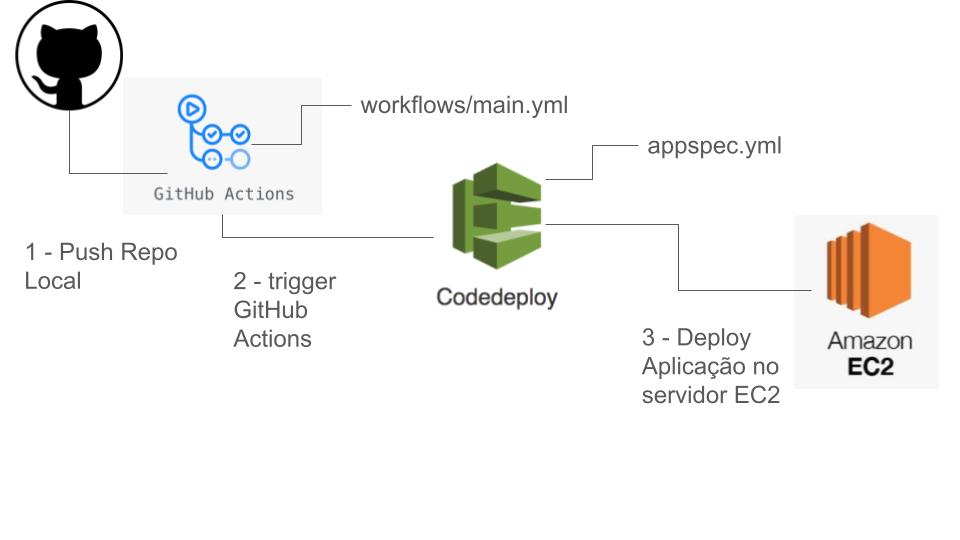 workflows/main.yml
appspec.yml
GitHub Actions
1 - Push Repo
Local
2 - trigger
GitHub
Actions
Codedeploy
3 - Deploy
Aplicação no
servidor EC2
Amazon
EC2